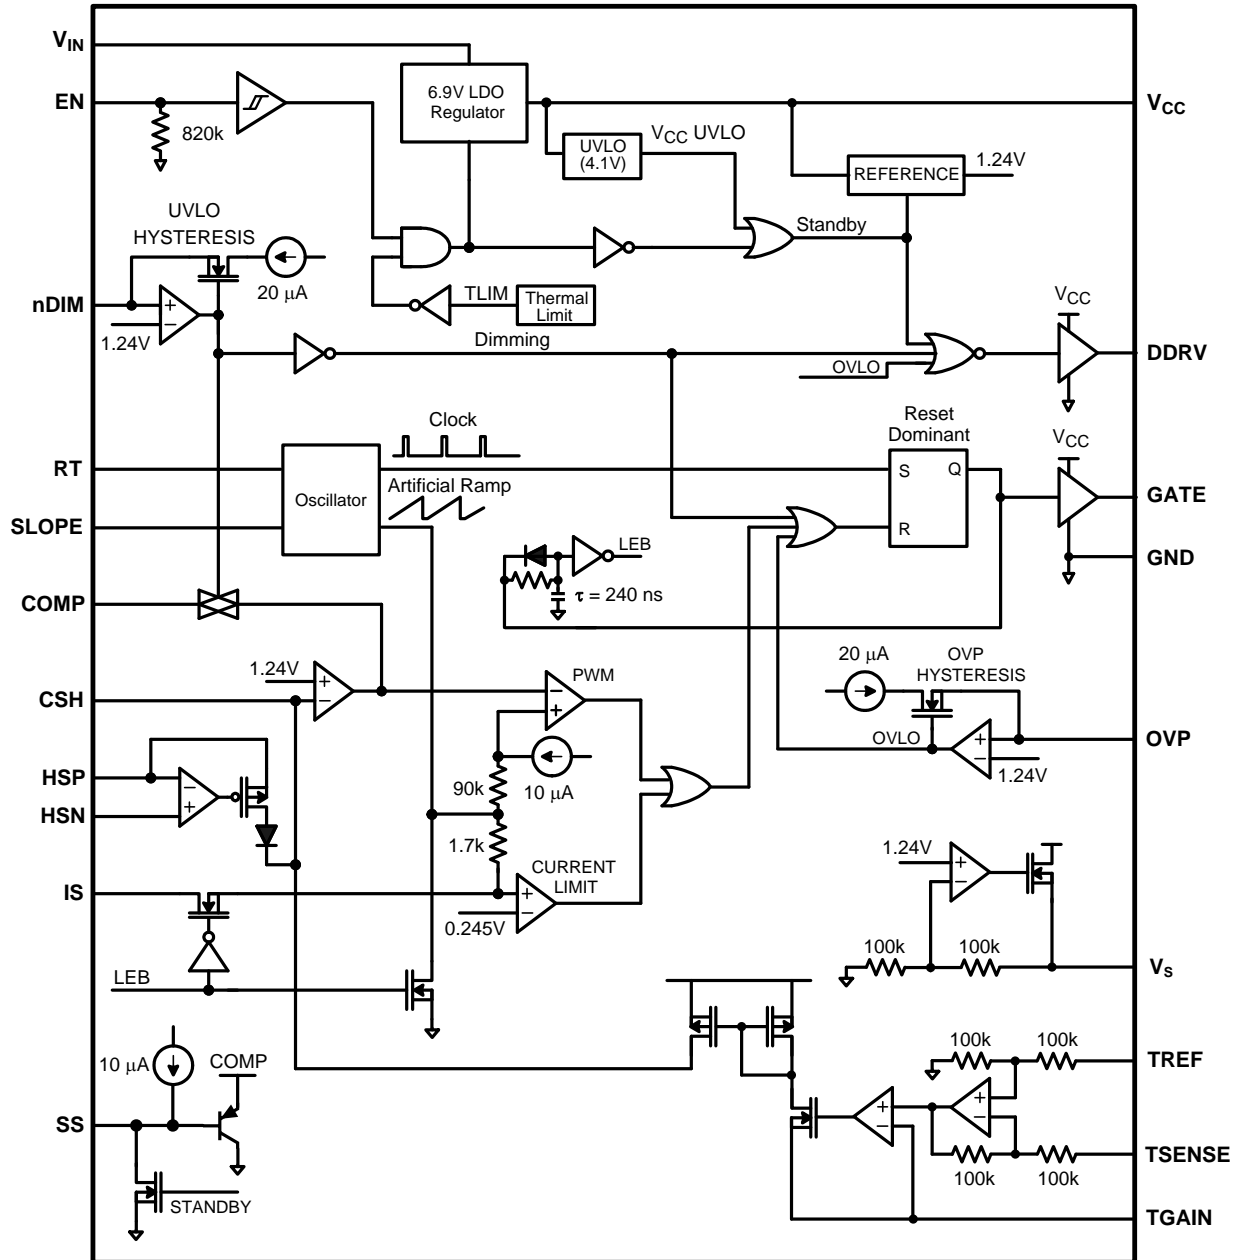 VIN
EN
820k
6.9V LDO
Regulator
VCC
UVLO
(4.1V)
VCC UVLO
REFERENCE
1.24V
UVLO
HYSTERESIS
20 μA
Standby
nDIM
+
−
1.24V
TLIM
Thermal
Limit
Dimming
OVLO
VCC
DDRV
Clock
Reset
Dominant
VCC
RT
Oscillator
S
Q
GATE
Artificial Ramp
SLOPE
R
LEB
GND
COMP
τ = 240 ns
1.24V
+
−
CSH
PWM
−
+
20 μA
OVP
HYSTERESIS
OVLO
+
−
OVP
1.24V
HSP
−
+
HSN
90k
10 μA
1.7k
CURRENT
LIMIT
IS
+
−
0.245V
1.24V
+
−
100k
100k
VS
LEB
10 μA
COMP
SS
STANDBY
100k
100k
TREF
+
−
+
−
100k
100k
TSENSE
TGAIN